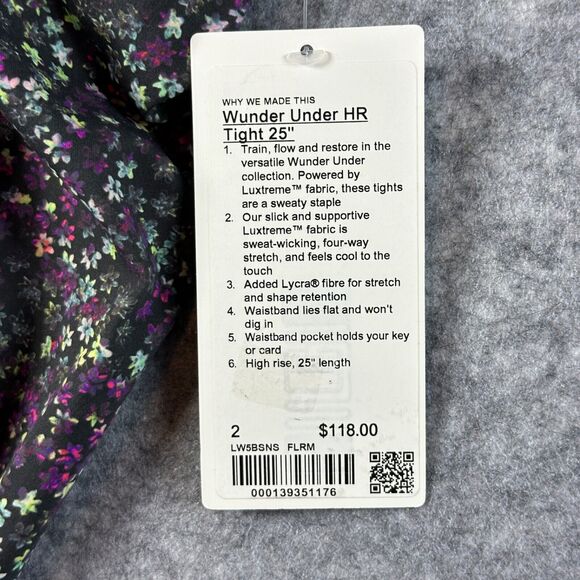 WHY WE MADE THIS
Wunder Under HR
Tight 25"
1. Train, flow and restore in the
versatile Wunder Under
collection. Powered by
Luxtreme™ fabric, these tights
are a sweaty staple
2. Our slick and supportive
Luxtreme™ fabric is
sweat-wicking, four-way
stretch, and feels cool to the
touch
3. Added Lycra® fibre for stretch
and shape retention
4. Waistband lies flat and won't
dig in
5. Waistband pocket holds your key
or card
6. High rise, 25" length
2 $118.00
LW5BSNS FLRM
000139351176